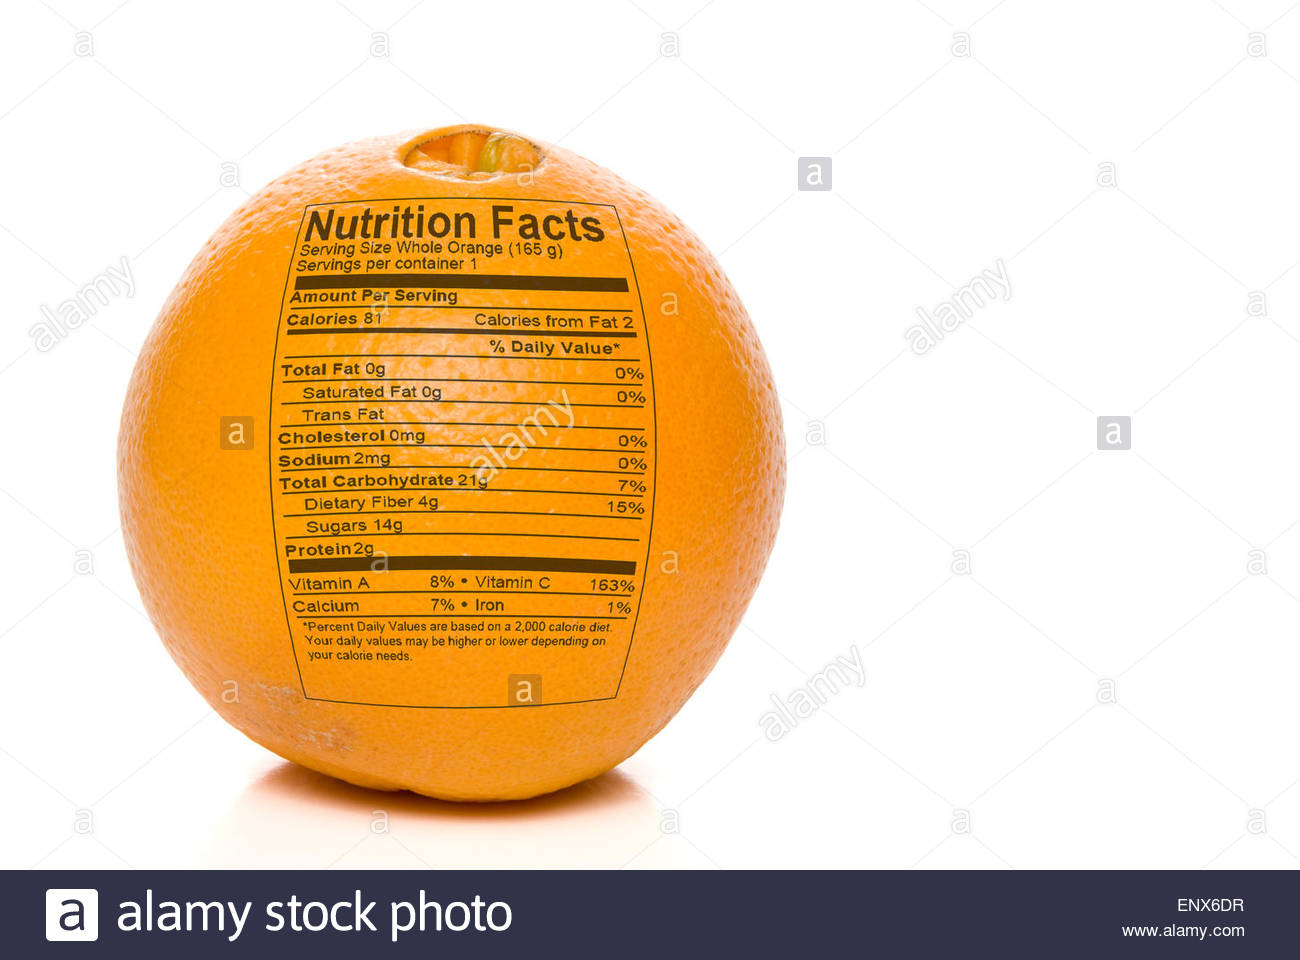 Nutrition Facts
Serving Size Whole Orange (165 g)
Servings per container 1
Amount Per Serving
Calories 81 Calories from Fat 2
% Daily Value*
Total Fat 0g 0%
Saturated Fat 0g 0%
Trans Fat
Cholesterol 0mg 0%
Sodium 2mg 0%
Total Carbohydrate 21g 7%
Dietary Fiber 4g 15%
Sugars 14g
Protein 2g
Vitamin A 8% • Vitamin C 163%
Calcium 7% • Iron 1%
*Percent Daily Values are based on a 2,000 calorie diet.
Your daily values may be higher or lower depending on
your calorie needs.
alamy
alamy
alamy
alamy
a alamy stock photo
ENX6DR
www.alamy.com